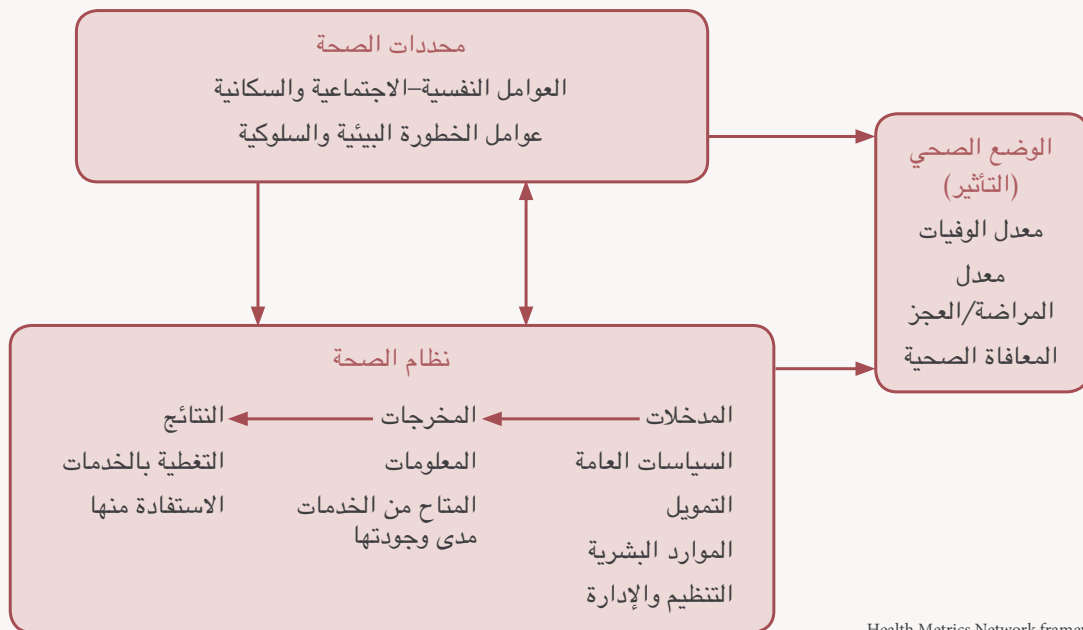 محددات الصحة
العوامل النفسية–الاجتماعية والسكانية
عوامل الخطورة البيئية والسلوكية
الوضع الصحي
(التأثير)
معدل الوفيات
معدل
المراضة/العجز
المعافاة الصحية
نظام الصحة
المدخلات
السياسات العامة
التمويل
الموارد البشرية
التنظيم والإدارة
المخرجات
المعلومات
المتاح من الخدمات
مدى وجودتها
النتائج
التغطية بالخدمات
الاستفادة منها
Health Metrics Network